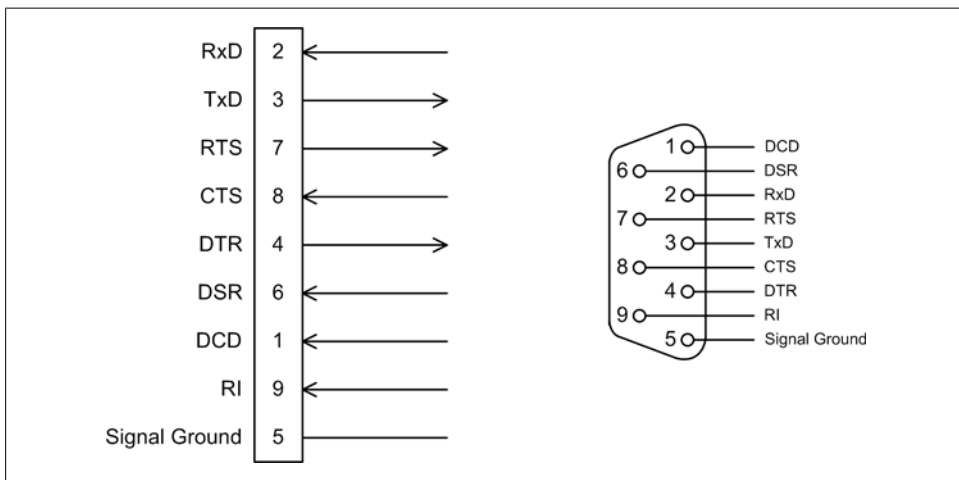 RxD 2
TxD 3
RTS 7
CTS 8
DTR 4
DSR 6
DCD 1
RI 9
Signal Ground 5
1 DCD
6 DSR
2 RxD
7 RTS
3 TxD
8 CTS
4 DTR
9 RI
5 Signal Ground